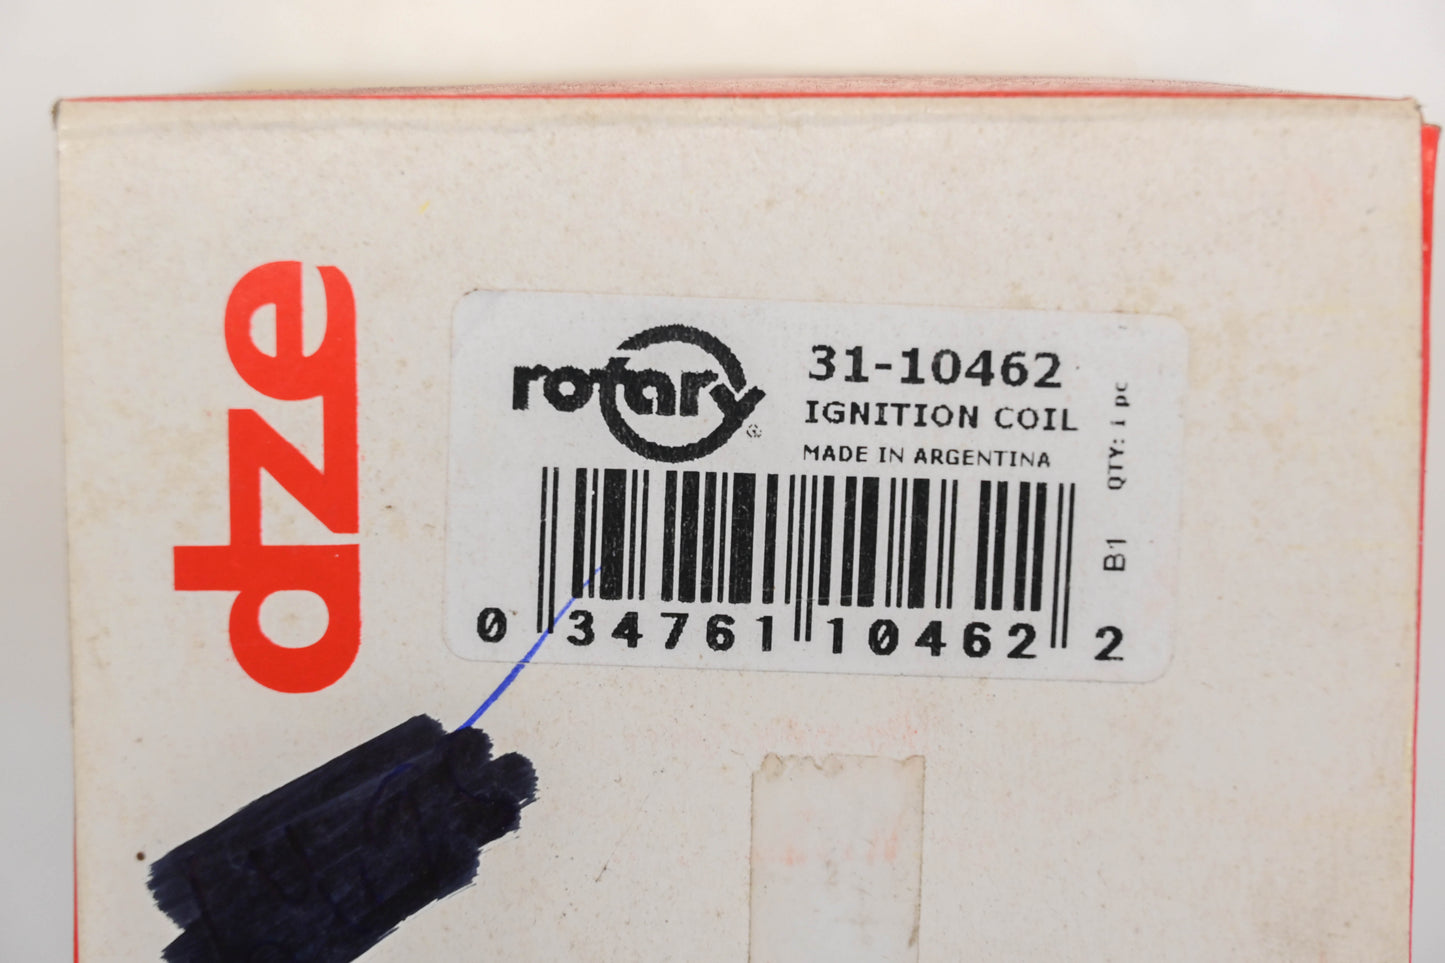 dze
rotary®
31-10462
IGNITION COIL
MADE IN ARGENTINA
B1 QTY: 1 pc
0 34761 10462 2